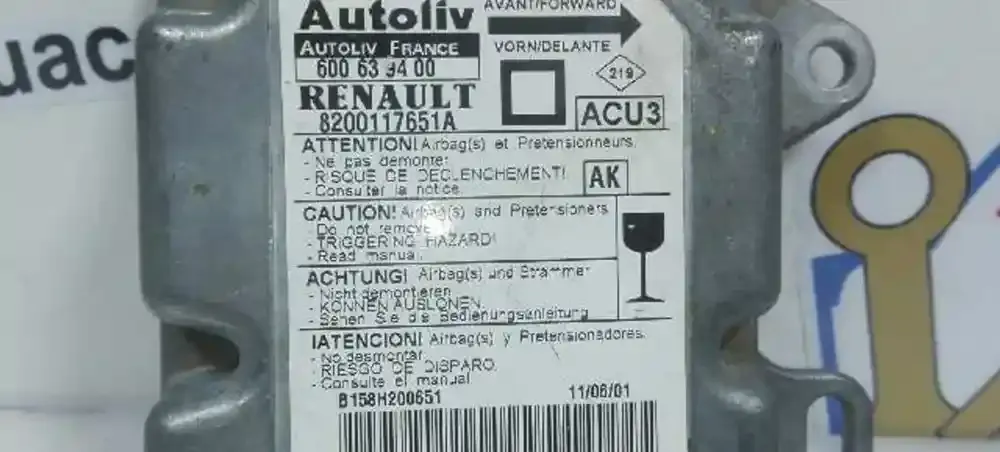 uac
Autoliv
AVANT/FORWARD
AUTOLIV FRANCE
VORN/DELANTE
600 63 94 00
219
RENAULT
ACU3
8200117651A
ATTENTION! Airbag(s) et Pretensionneurs
- Ne pas demonter
- RISQUE DE DECLENCHEMENT!
AK
- Consulter la notice
CAUTION! Airbag(s) and Pretensioners
- Do not remove
- TRIGGERING HAZARD!
- Read manual
ACHTUNG! Airbag(s) und Strammer
- Nicht demontieren
- KONNEN AUSLONEN
- Sehen Sie die Bedienungsanleitung
!ATENCION! Airbag(s) y Pretensionadores
- No desmontar
- RIESGO DE DISPARO
- Consulte el manual
B158H200651
11/06/01